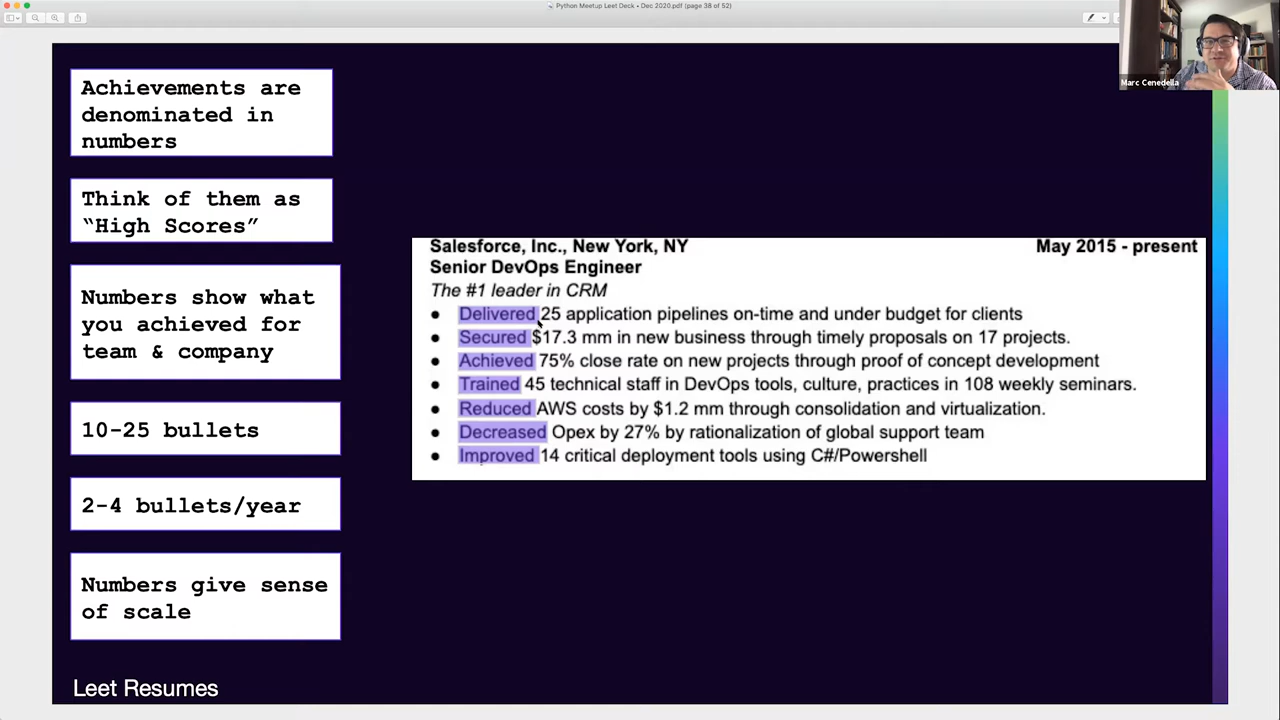 Python Meetup Leet Deck • Dec 2020.pdf (page 38 of 52)
Marc Cenedella
Achievements are
denominated in
numbers
Think of them as
“High Scores”
Numbers show what
you achieved for
team & company
10-25 bullets
2-4 bullets/year
Numbers give sense
of scale
Salesforce, Inc., New York, NY May 2015 - present
Senior DevOps Engineer
The #1 leader in CRM
● Delivered 25 application pipelines on-time and under budget for clients
● Secured $17.3 mm in new business through timely proposals on 17 projects.
● Achieved 75% close rate on new projects through proof of concept development
● Trained 45 technical staff in DevOps tools, culture, practices in 108 weekly seminars.
● Reduced AWS costs by $1.2 mm through consolidation and virtualization.
● Decreased Opex by 27% by rationalization of global support team
● Improved 14 critical deployment tools using C#/Powershell
Leet Resumes